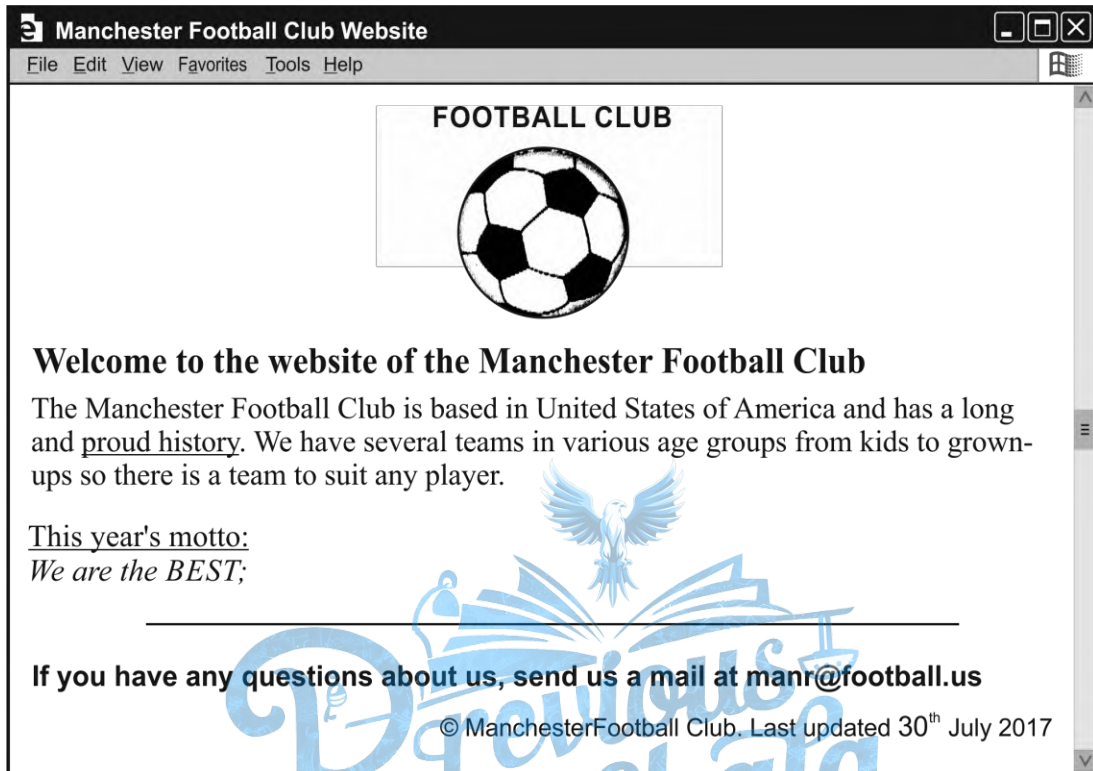 Manchester Football Club Website
File Edit View Favorites Tools Help
FOOTBALL CLUB
Welcome to the website of the Manchester Football Club
The Manchester Football Club is based in United States of America and has a long
and proud history. We have several teams in various age groups from kids to grown-
ups so there is a team to suit any player.
This year's motto:
We are the BEST;
If you have any questions about us, send us a mail at manr@football.us
© ManchesterFootball Club. Last updated 30th July 2017
Previous